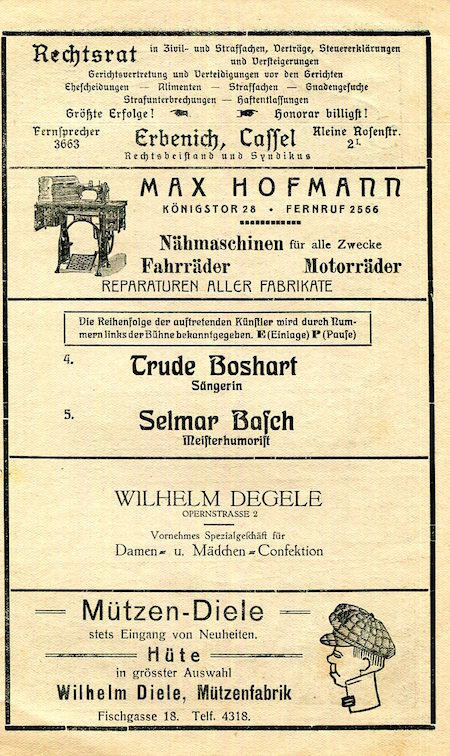 Rechtsrat in Zivil- und Strafsachen, Verträge, Steuererklärungen
und Versteigerungen
Gerichtsvertretung und Verteidigungen vor den Gerichten
Ehescheidungen — Alimenten — Strafsachen — Gnadengesuche
Strafunterbrechungen — Haftentlassungen
Größte Erfolge! Honorar billigst!
Fernsprecher 3663
Erbenich, Cassel
Kleine Rosenstr. 2 I.
Rechtsbeistand und Syndikus
MAX HOFMANN
KÖNIGSTOR 28 • FERNRUF 2566
Nähmaschinen für alle Zwecke
Fahrräder Motorräder
REPARATUREN ALLER FABRIKATE
Die Reihenfolge der auftretenden Künstler wird durch Num-
mern links der Bühne bekanntgegeben. E (Einlage) P (Pause)
4. Trude Boshart
Sängerin
5. Selmar Basch
Meisterhumorist
WILHELM DEGELE
OPERNSTRASSE 2
Vornehmes Spezialgeschäft für
Damen- u. Mädchen-Confektion
Mützen-Diele
stets Eingang von Neuheiten.
Hüte
in grösster Auswahl
Wilhelm Diele, Mützenfabrik
Fischgasse 18. Telf. 4318.